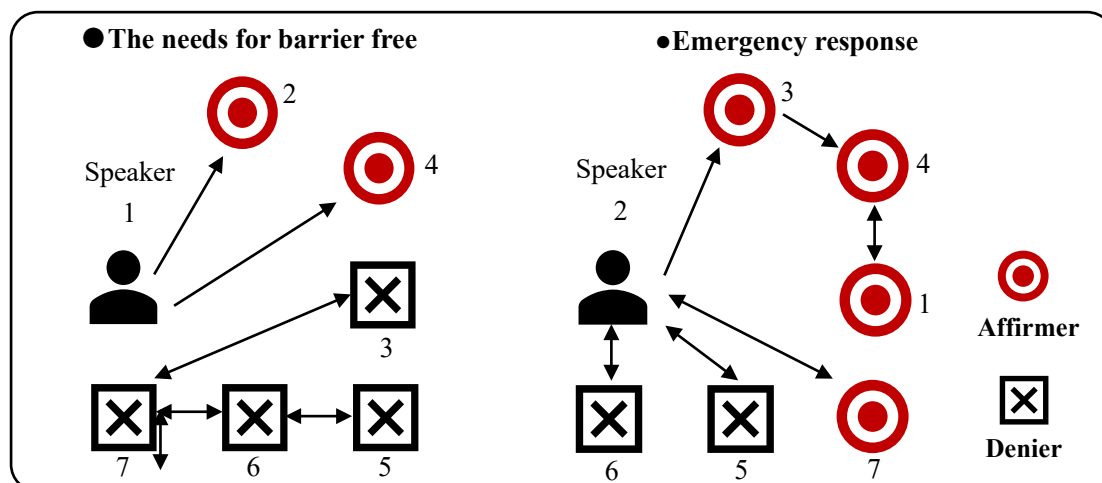 ● The needs for barrier free
2
4
Speaker
1
3
7
6
5
●Emergency response
3
4
Speaker
2
1
6
5
7
Affirmer
Denier